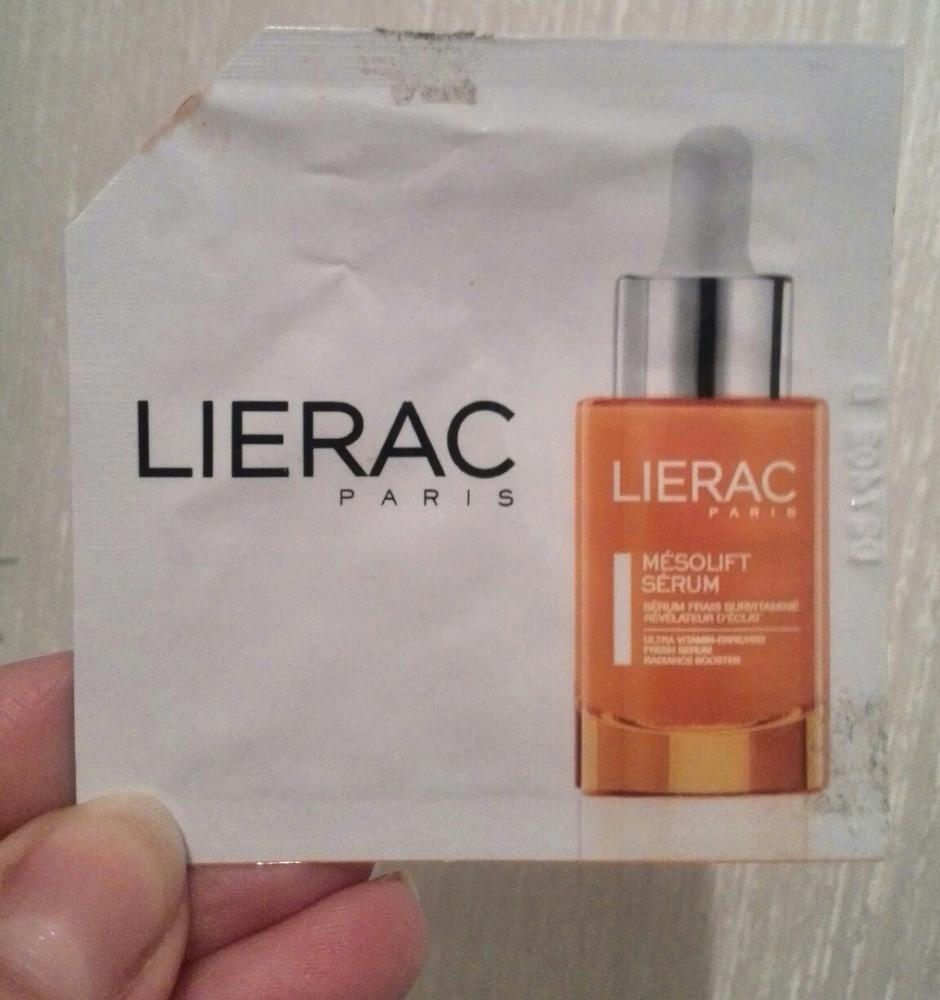 LIERAC
PARIS
LIERAC
PARIS
MÉSOLIFT
SÉRUM
SÉRUM FRAIS SURVITAMINÉ
RÉVÉLATEUR D'ÉCLAT
ULTRA VITAMIN-ENRICHED
FRESH SERUM
RADIANCE BOOSTER